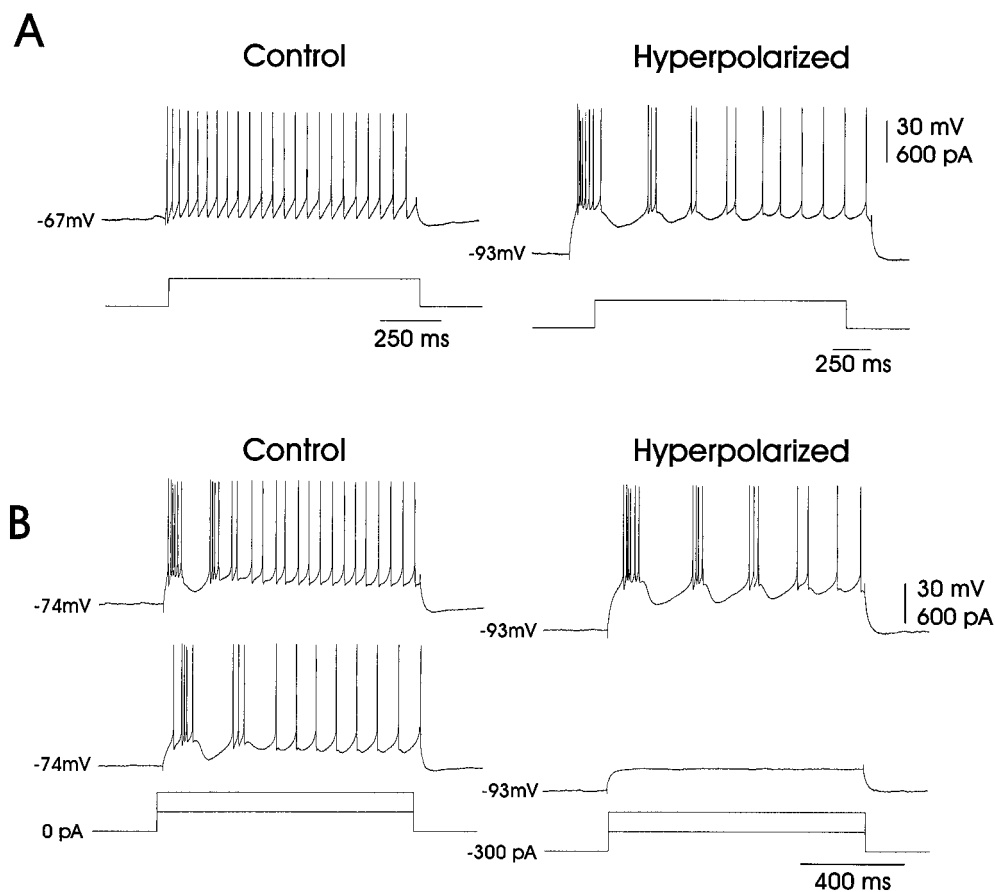 A
Control
Hyperpolarized
30 mV
600 pA
-67mV
-93mV
250 ms
250 ms
Control
Hyperpolarized
B
30 mV
600 pA
-74mV
-93mV
-74mV
-93mV
0 pA
-300 pA
400 ms